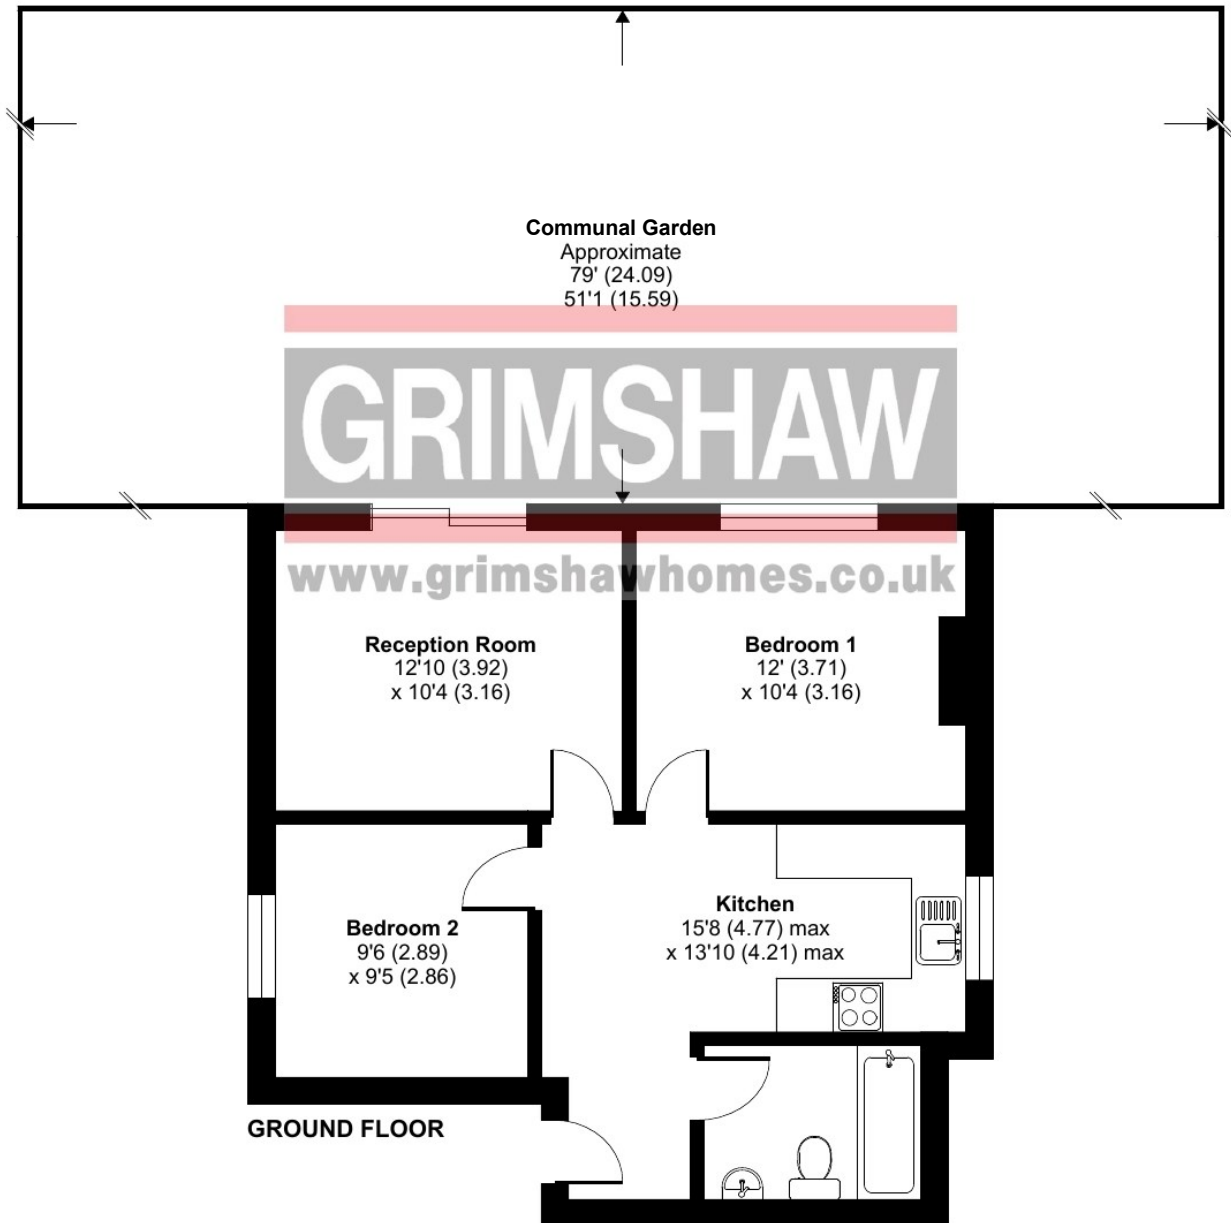 Communal Garden
Approximate
79' (24.09)
51'1 (15.59)
GRIMSHAW
www.grimshawhomes.co.uk
Reception Room
12'10 (3.92)
x 10'4 (3.16)
Bedroom 1
12' (3.71)
x 10'4 (3.16)
Bedroom 2
9'6 (2.89)
x 9'5 (2.86)
Kitchen
15'8 (4.77) max
x 13'10 (4.21) max
GROUND FLOOR